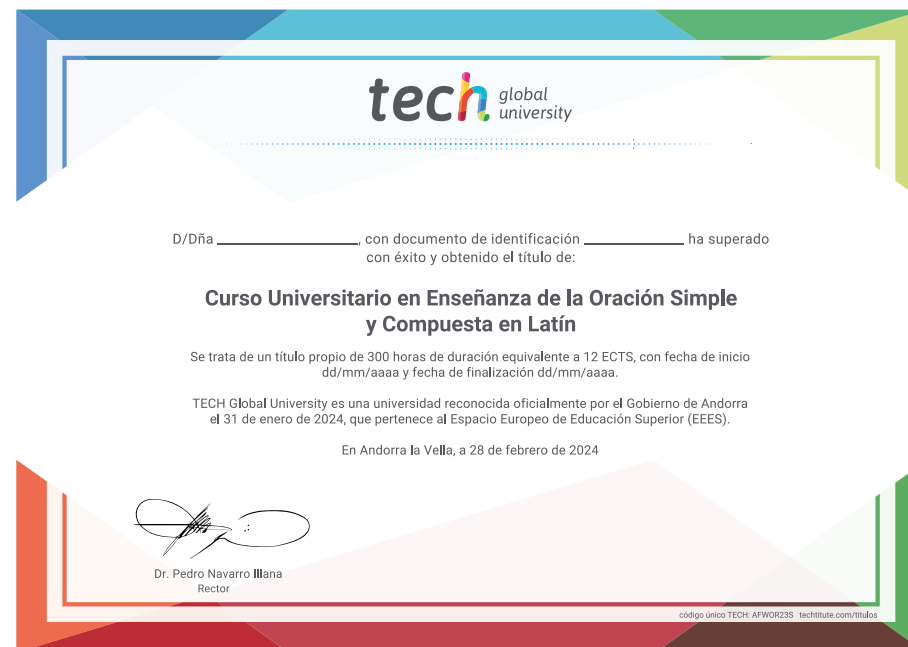 tech global university
D/Dña ____________________, con documento de identificación ______________ ha superado
con éxito y obtenido el título de:
Curso Universitario en Enseñanza de la Oración Simple
y Compuesta en Latín
Se trata de un título propio de 300 horas de duración equivalente a 12 ECTS, con fecha de inicio
dd/mm/aaaa y fecha de finalización dd/mm/aaaa.
TECH Global University es una universidad reconocida oficialmente por el Gobierno de Andorra
el 31 de enero de 2024, que pertenece al Espacio Europeo de Educación Superior (EEES).
En Andorra la Vella, a 28 de febrero de 2024
Dr. Pedro Navarro Illana
Rector
código único TECH: AFWOR23S techtitute.com/titulos